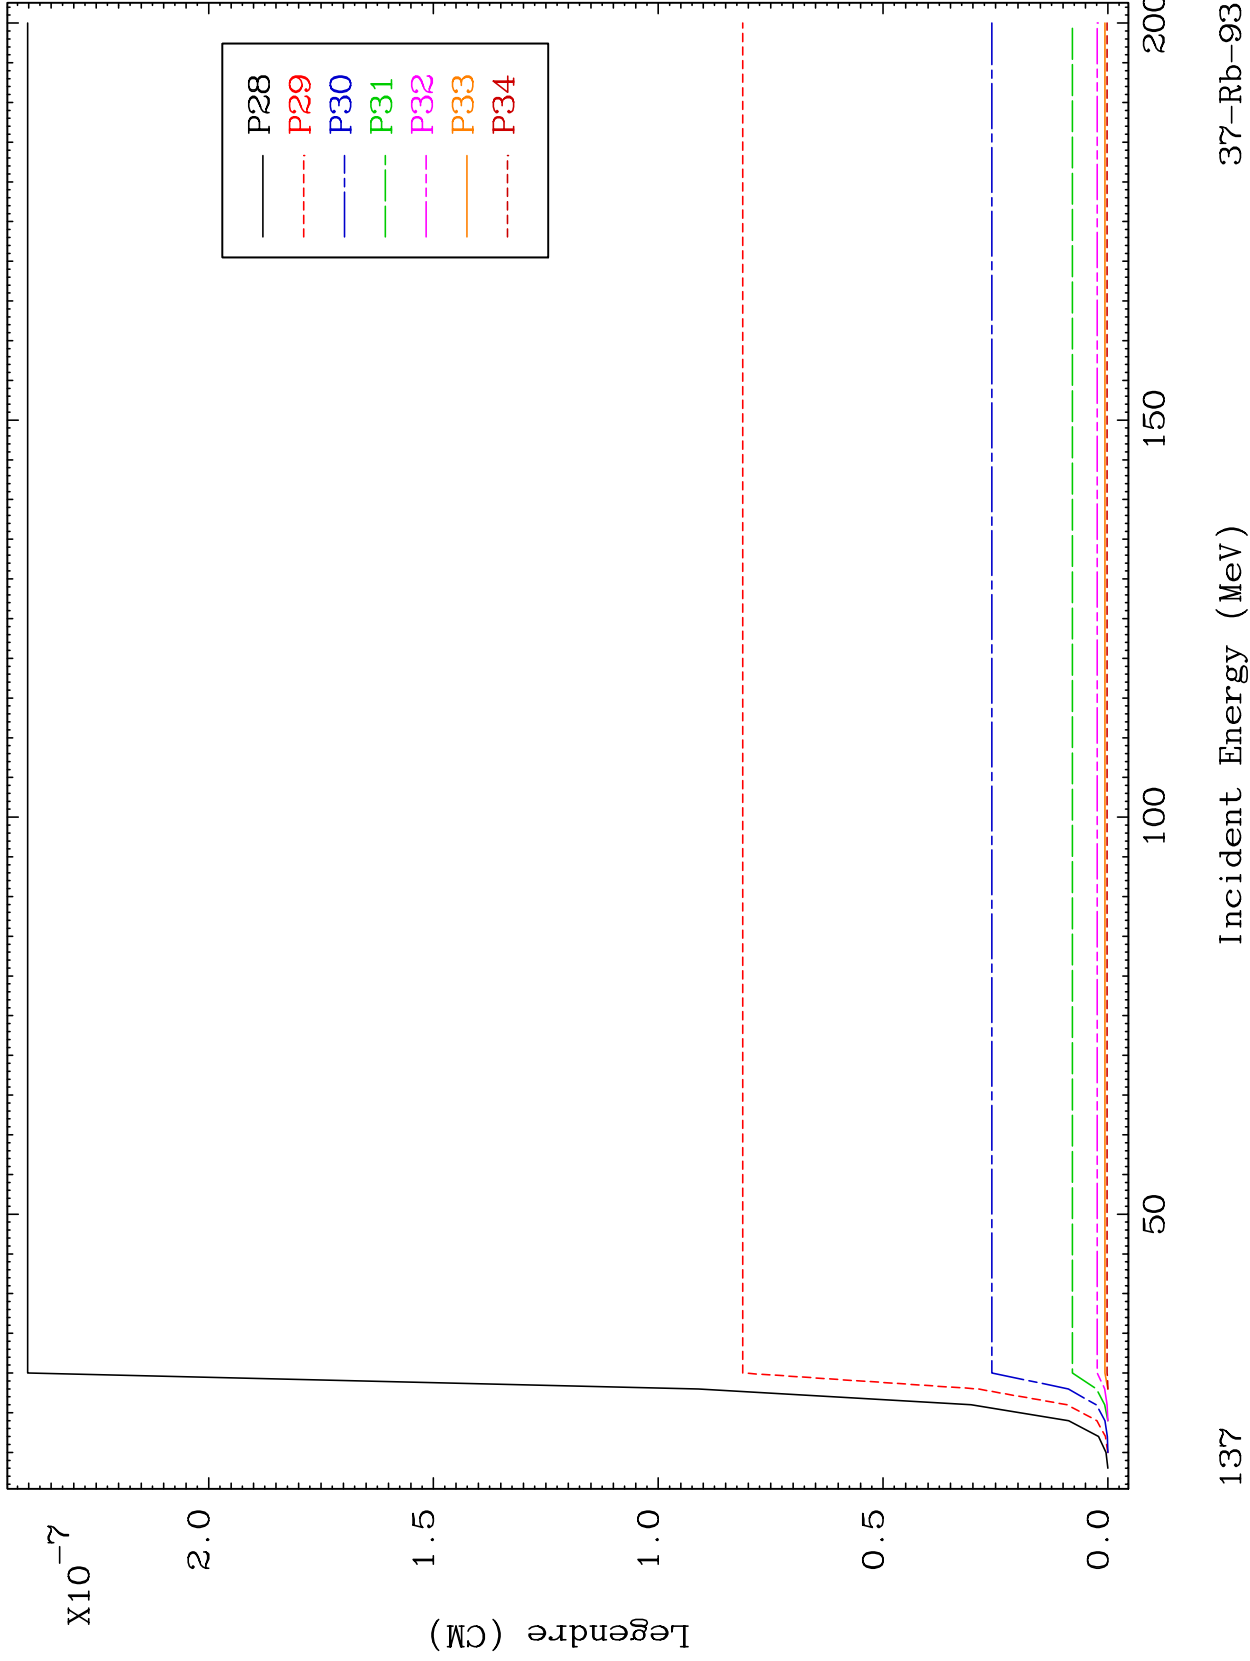 X10-7
2.0
1.5
1.0
0.5
0.0
Legendre (CM)
P28
P29
P30
P31
P32
P33
P34
50
100
150
200
Incident Energy (MeV)
137
37-Rb-93